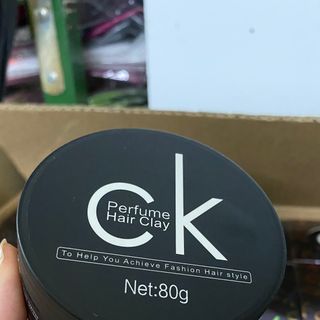 ck
Perfume
Hair Clay
To Help You Achieve Fashion Hair style
Net:80g